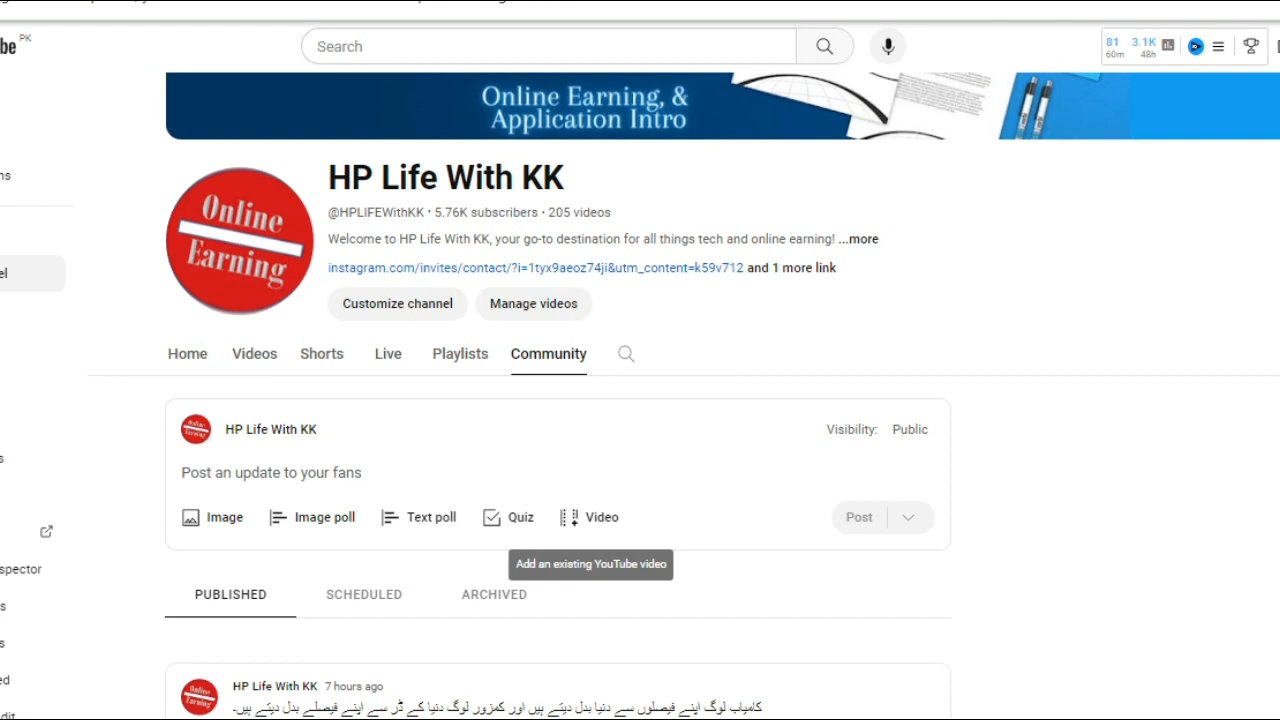 be PK
Search
81 3.1K
60m 48h
Online Earning, &
Application Intro
ns
HP Life With KK
Online
Earning
@HPLIFEWithKK • 5.76K subscribers • 205 videos
Welcome to HP Life With KK, your go-to destination for all things tech and online earning! ...more
el
instagram.com/invites/contact/?i=1tyx9aeoz74ji&utm_content=k59v712 and 1 more link
Customize channel Manage videos
Home Videos Shorts Live Playlists Community
HP Life With KK Visibility: Public
s
Post an update to your fans
Image Image poll Text poll Quiz Video Post
Add an existing YouTube video
spector
PUBLISHED SCHEDULED ARCHIVED
s
s
ed
HP Life With KK 7 hours ago
کامیاب لوگ اپنے فیصلوں سے دنیا بدل دیتے ہیں اور کمزور لوگ دنیا کے ڈر سے اپنے فیصلے بدل دیتے ہیں۔
dit